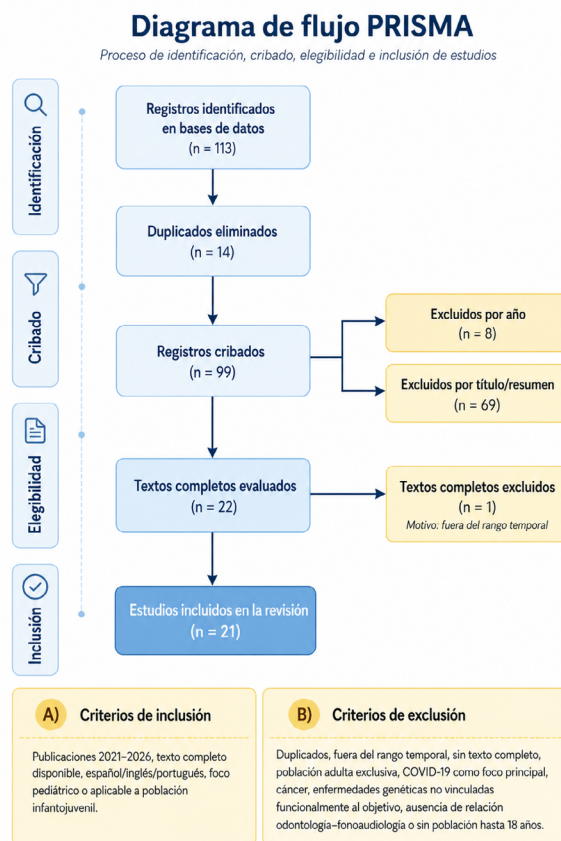 Diagrama de flujo PRISMA
Proceso de identificación, cribado, elegibilidad e inclusión de estudios
Identificación
Registros identificados
en bases de datos
(n = 113)
Duplicados eliminados
(n = 14)
Cribado
Registros cribados
(n = 99)
Excluidos por año
(n = 8)
Excluidos por título/resumen
(n = 69)
Elegibilidad
Textos completos evaluados
(n = 22)
Textos completos excluidos
(n = 1)
Motivo: fuera del rango temporal
Inclusión
Estudios incluidos en la revisión
(n = 21)
A) Criterios de inclusión
Publicaciones 2021–2026, texto completo
disponible, español/inglés/portugués, foco
pediátrico o aplicable a población
infantojuvenil.
B) Criterios de exclusión
Duplicados, fuera del rango temporal, sin texto completo,
población adulta exclusiva, COVID-19 como foco principal,
cáncer, enfermedades genéticas no vinculadas
funcionalmente al objetivo, ausencia de relación
odontología–fonoaudiología o sin población hasta 18 años.